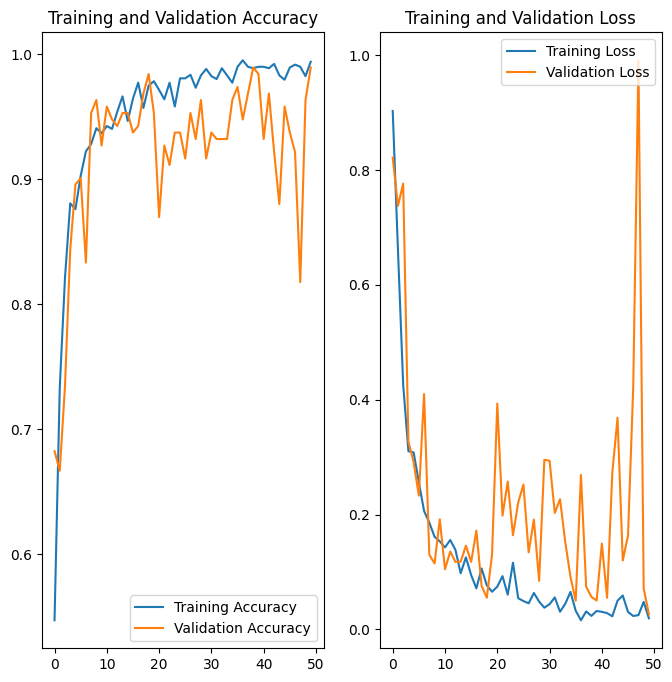 Training and Validation Accuracy
1.0
0.9
0.8
0.7
0.6
0 10 20 30 40 50
Training Accuracy
Validation Accuracy
Training and Validation Loss
1.0
0.8
0.6
0.4
0.2
0.0
0 10 20 30 40 50
Training Loss
Validation Loss